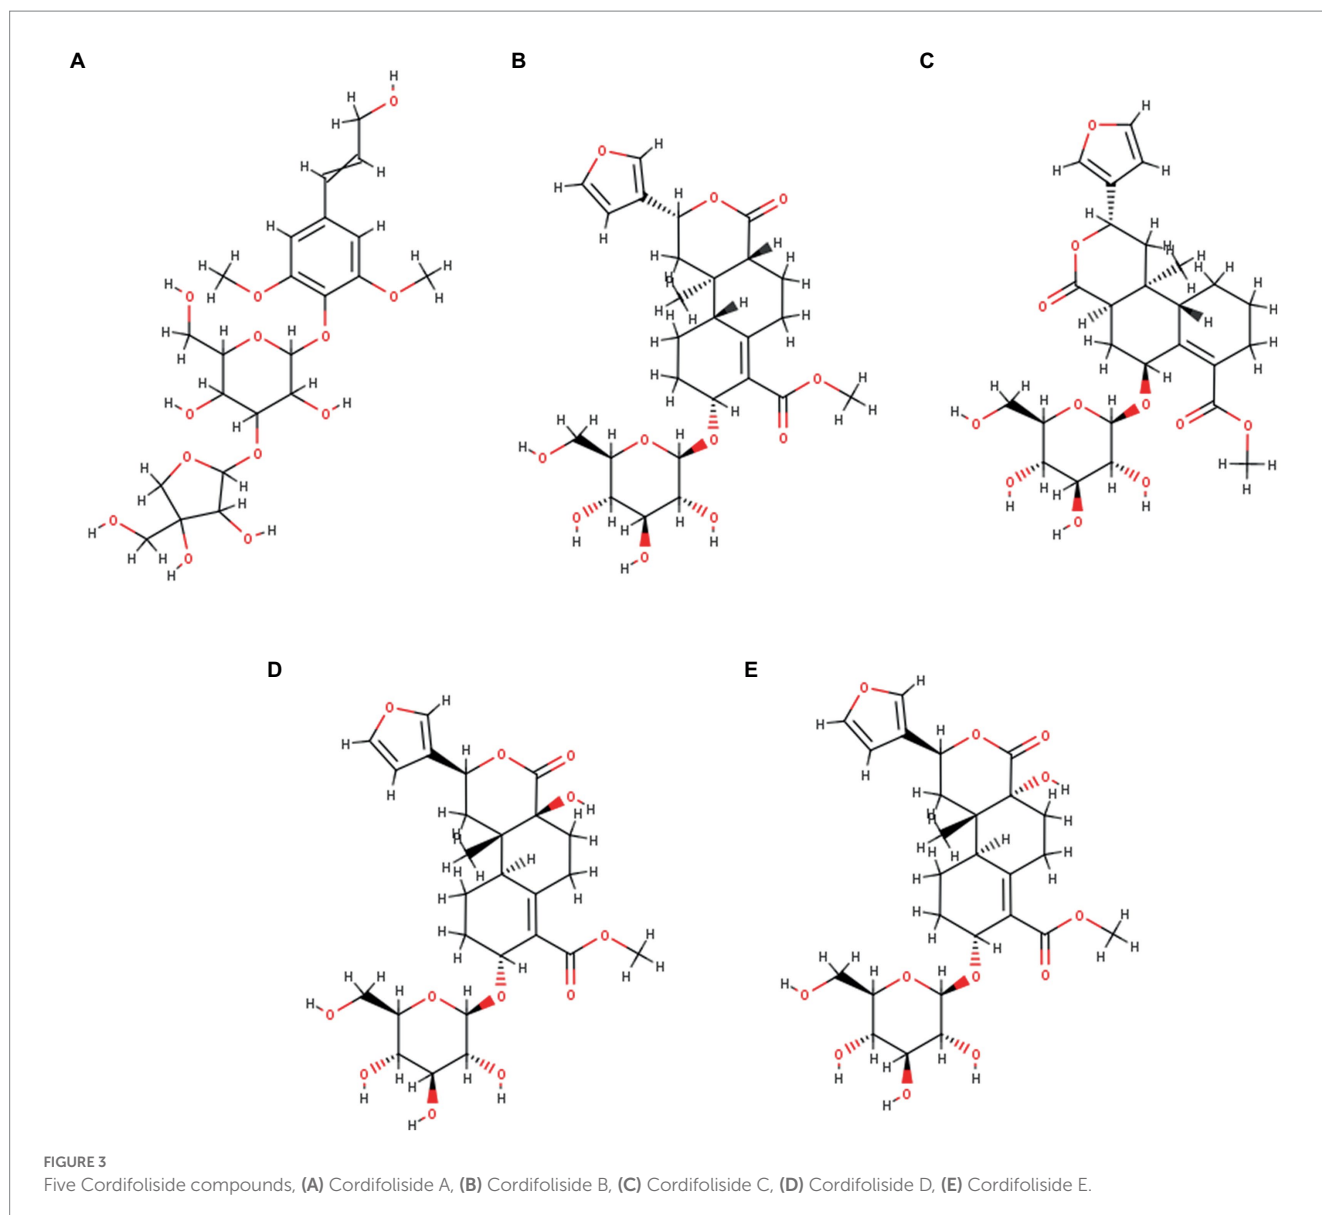 A
B
C
D
E
FIGURE 3
Five Cordifoliside compounds, (A) Cordifoliside A, (B) Cordifoliside B, (C) Cordifoliside C, (D) Cordifoliside D, (E) Cordifoliside E.